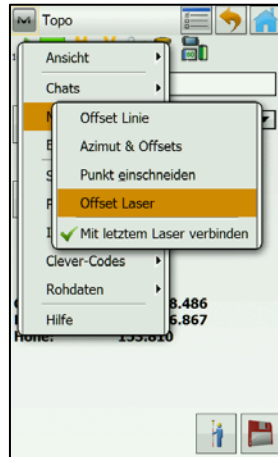 Topo
Ansicht
Chats
Offset Linie
Azimut & Offsets
Punkt einschneiden
Offset Laser
Mit letztem Laser verbinden
Clever-Codes
Rohdaten
Hilfe
8.486
6.867
Höhe: 153.810